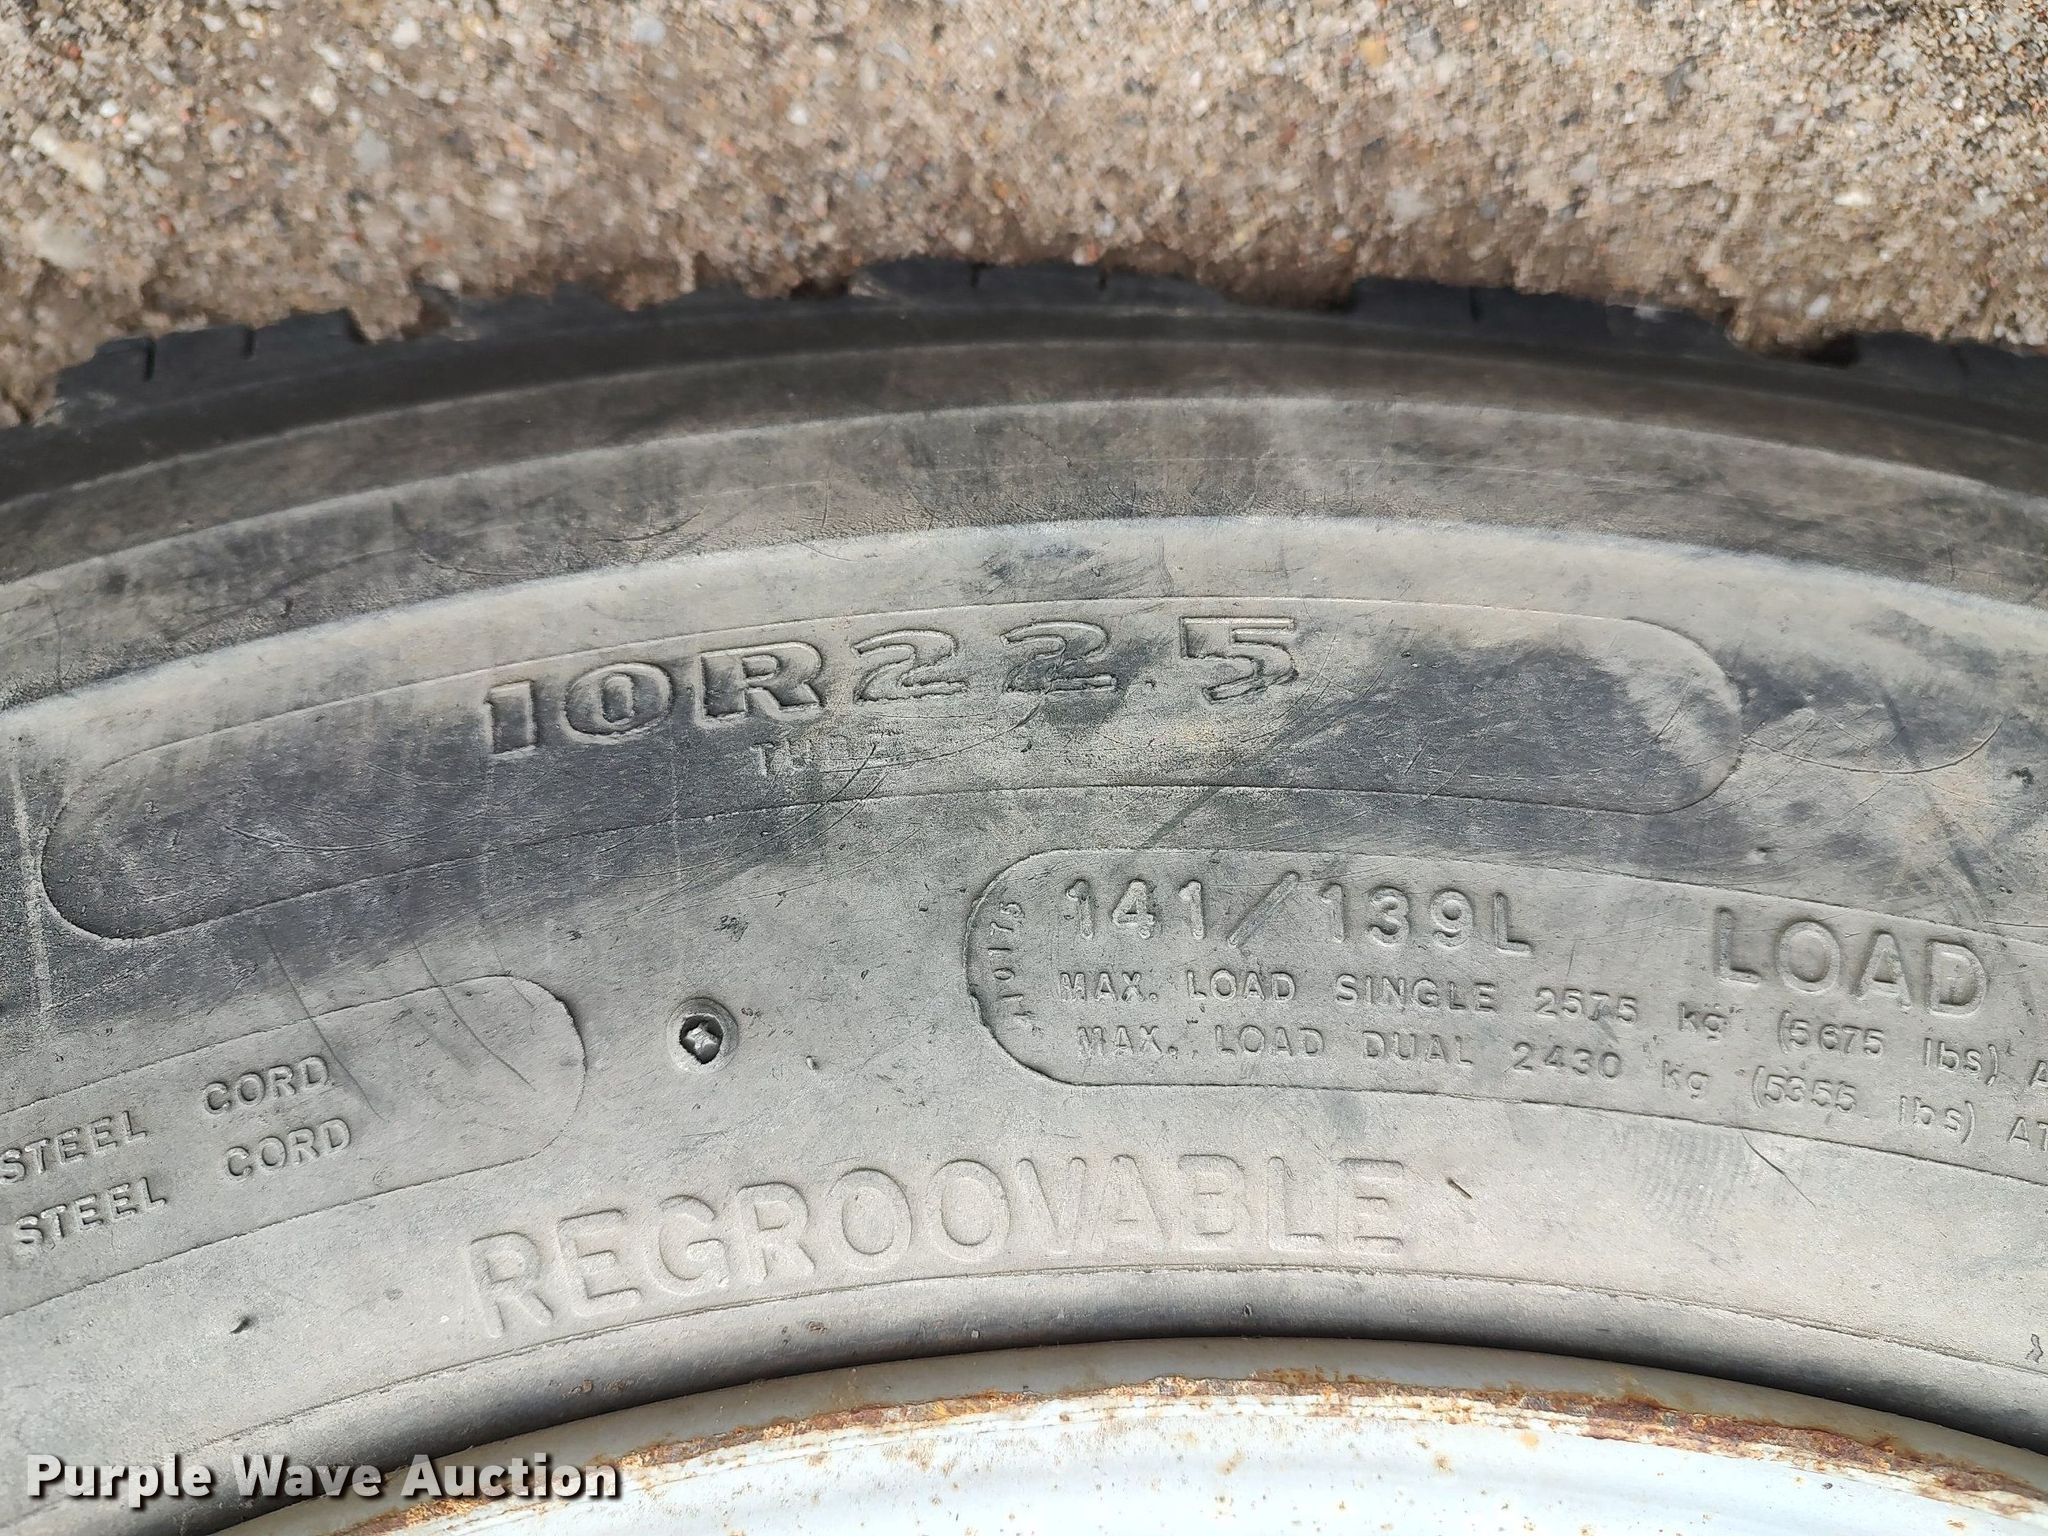 10R22.5
141/139L LOAD
MAX. LOAD SINGLE 2575 kg (5675 lbs) A
MAX. LOAD DUAL 2430 kg (5355 lbs) AT
STEEL CORD
STEEL CORD
REGROOVABLE
Purple Wave Auction